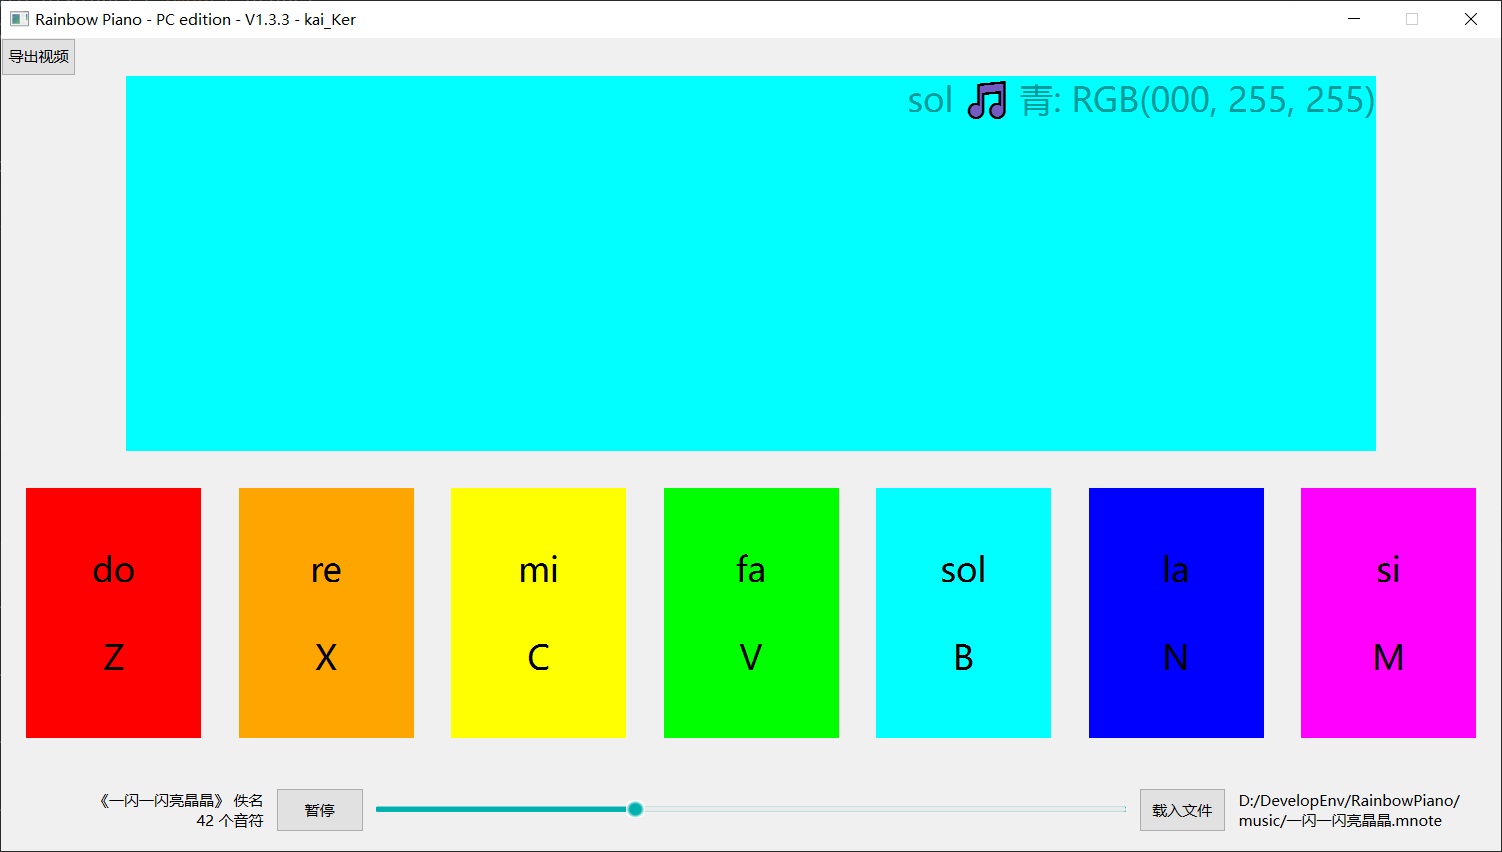 Rainbow Piano - PC edition - V1.3.3 - kai_Ker
导出视频
sol 🎵 青: RGB(000, 255, 255)
do re mi fa sol la si
Z X C V B N M
《一闪一闪亮晶晶》 佚名
42 个音符
暂停
载入文件
D:/DevelopEnv/RainbowPiano/
music/一闪一闪亮晶晶.mnote